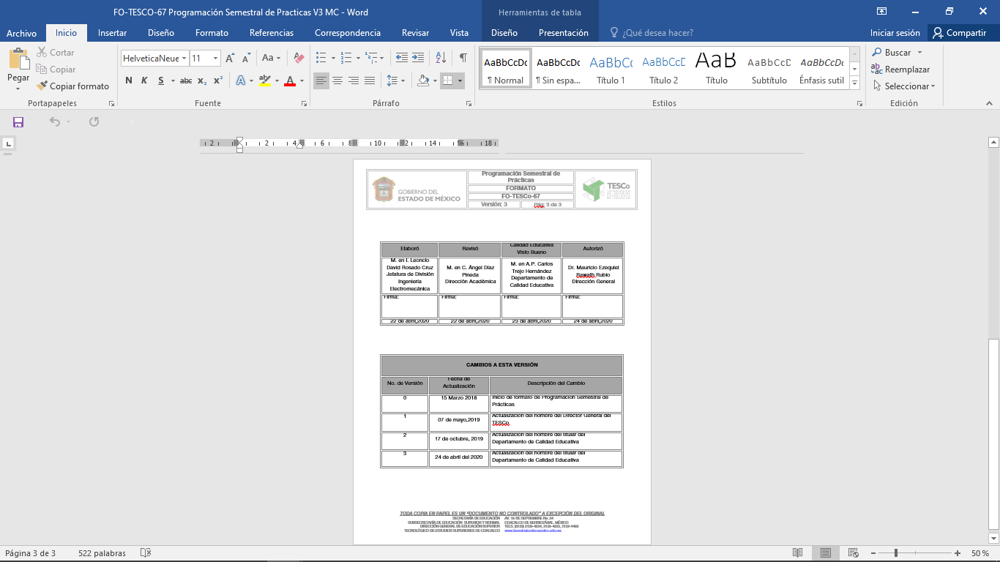 FO-TESCO-67 Programación Semestral de Practicas V3 MC - Word
Herramientas de tabla
Archivo Inicio Insertar Diseño Formato Referencias Correspondencia Revisar Vista Diseño Presentación ¿Qué desea hacer? Iniciar sesión Compartir
Pegar
Cortar
Copiar
Copiar formato
Portapapeles
HelveticaNeue 11
N K S abc x₂ x²
Fuente
Párrafo
AaBbCcDc AaBbCcDc AaBbCc AaBbCcD AaB AaBbCcD AaBbCcDc
¶ Normal ¶ Sin espa... Título 1 Título 2 Título Subtítulo Énfasis sutil
Estilos
Buscar
Reemplazar
Seleccionar
Edición
2 2 4 6 8 10 12 14 16 18
GOBIERNO DEL
ESTADO DE MÉXICO
Programación Semestral de
Prácticas
FORMATO
FO-TESCo-67
Versión: 3 Pág: 3 de 3
TESCo
Elaboró Revisó Calidad Educativa
Visto Bueno Autorizó
M. en I. Leoncio
David Rosado Cruz
Jefatura de División
Ingeniería
Electromecánica
M. en C. Ángel Díaz
Pineda
Dirección Académica
M. en A.P. Carlos
Trejo Hernández
Departamento de
Calidad Educativa
Dr. Mauricio Ezequiel
Rubio
Dirección General
Firma: Firma: Firma: Firma:
22 de abril,2020 22 de abril,2020 23 de abril,2020 24 de abril,2020
CAMBIOS A ESTA VERSIÓN
No. de Versión Fecha de
Actualización Descripción del Cambio
0 15 Marzo 2018 Inicio de formato de Programación Semestral de
Prácticas
1 07 de mayo,2019 Actualización del nombre del Director General del
TESCo.
2 17 de octubre, 2019 Actualización del nombre del titular del
Departamento de Calidad Educativa
3 24 de abril del 2020 Actualización del nombre del titular del
Departamento de Calidad Educativa
TODA COPIA EN PAPEL ES UN "DOCUMENTO NO CONTROLADO" A EXCEPCIÓN DEL ORIGINAL
SECRETARÍA DE EDUCACIÓN AV. 16 DE SEPTIEMBRE No. 54
SUBSECRETARÍA DE EDUCACIÓN SUPERIOR Y NORMAL COACALCO DE BERRIOZÁBAL, MÉXICO
DIRECCIÓN GENERAL DE EDUCACIÓN SUPERIOR
TECNOLÓGICO DE ESTUDIOS SUPERIORES DE COACALCO
Página 3 de 3 522 palabras 50 %